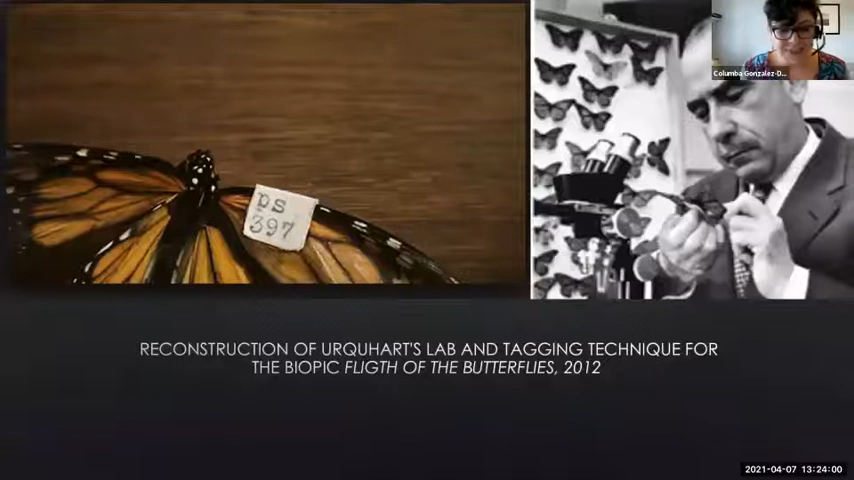 Columba Gonzalez-D...
ps
397
RECONSTRUCTION OF URQUHART'S LAB AND TAGGING TECHNIQUE FOR
THE BIOPIC FLIGTH OF THE BUTTERFLIES, 2012
2021-04-07 13:24:00